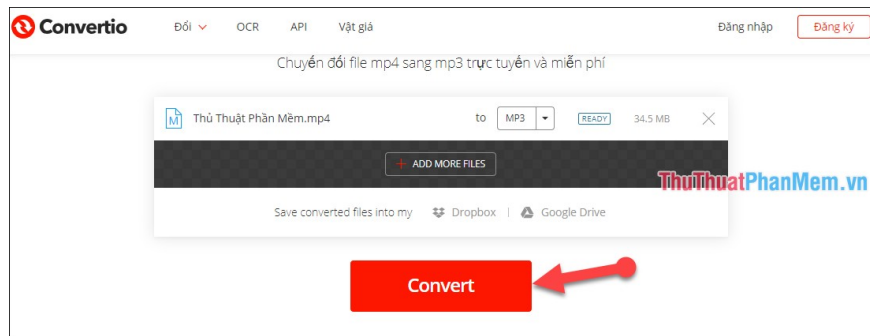 Convertio Đổi OCR API Vật giá Đăng nhập Đăng ký
Chuyển đổi file mp4 sang mp3 trực tuyến và miễn phí
M Thủ Thuật Phần Mềm.mp4 to MP3 READY 34.5 MB
+ ADD MORE FILES
ThuThuatPhanMem.vn
Save converted files into my Dropbox | Google Drive
Convert